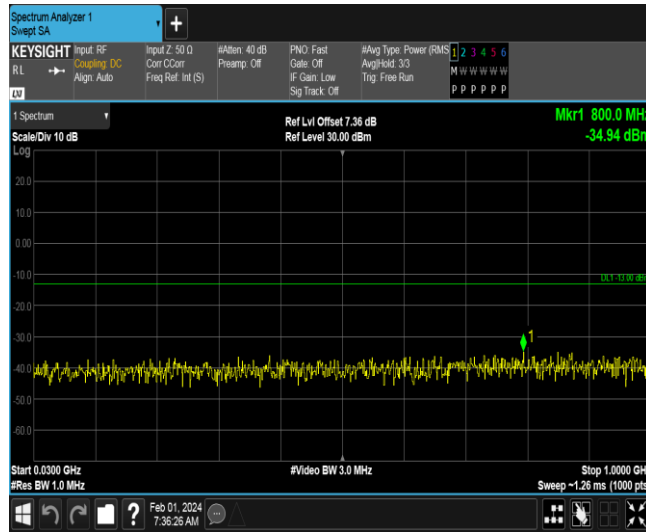 Spectrum Analyzer 1
Swept SA
+
KEYSIGHT Input: RF Input Z: 50 Ω #Atten: 40 dB PNO: Fast #Avg Type: Power (RMS 1 2 3 4 5 6
RL Coupling: DC Corr CCorr Preamp: Off Gate: Off Avg|Hold: 3/3 M W W W W W
Align: Auto Freq Ref: Int (S) IF Gain: Low Trig: Free Run
Sig Track: Off P P P P P P
LXI
1 Spectrum Ref Lvl Offset 7.36 dB Mkr1 800.0 MHz
Scale/Div 10 dB Ref Level 30.00 dBm -34.94 dBm
Log
20.0
10.0
0.00
-10.0
DL1 -13.00 dBm
-20.0
-30.0
1
-40.0
-50.0
-60.0
Start 0.0300 GHz #Video BW 3.0 MHz Stop 1.0000 GH
#Res BW 1.0 MHz Sweep ~1.26 ms (1000 pts
? Feb 01, 2024
7:36:26 AM